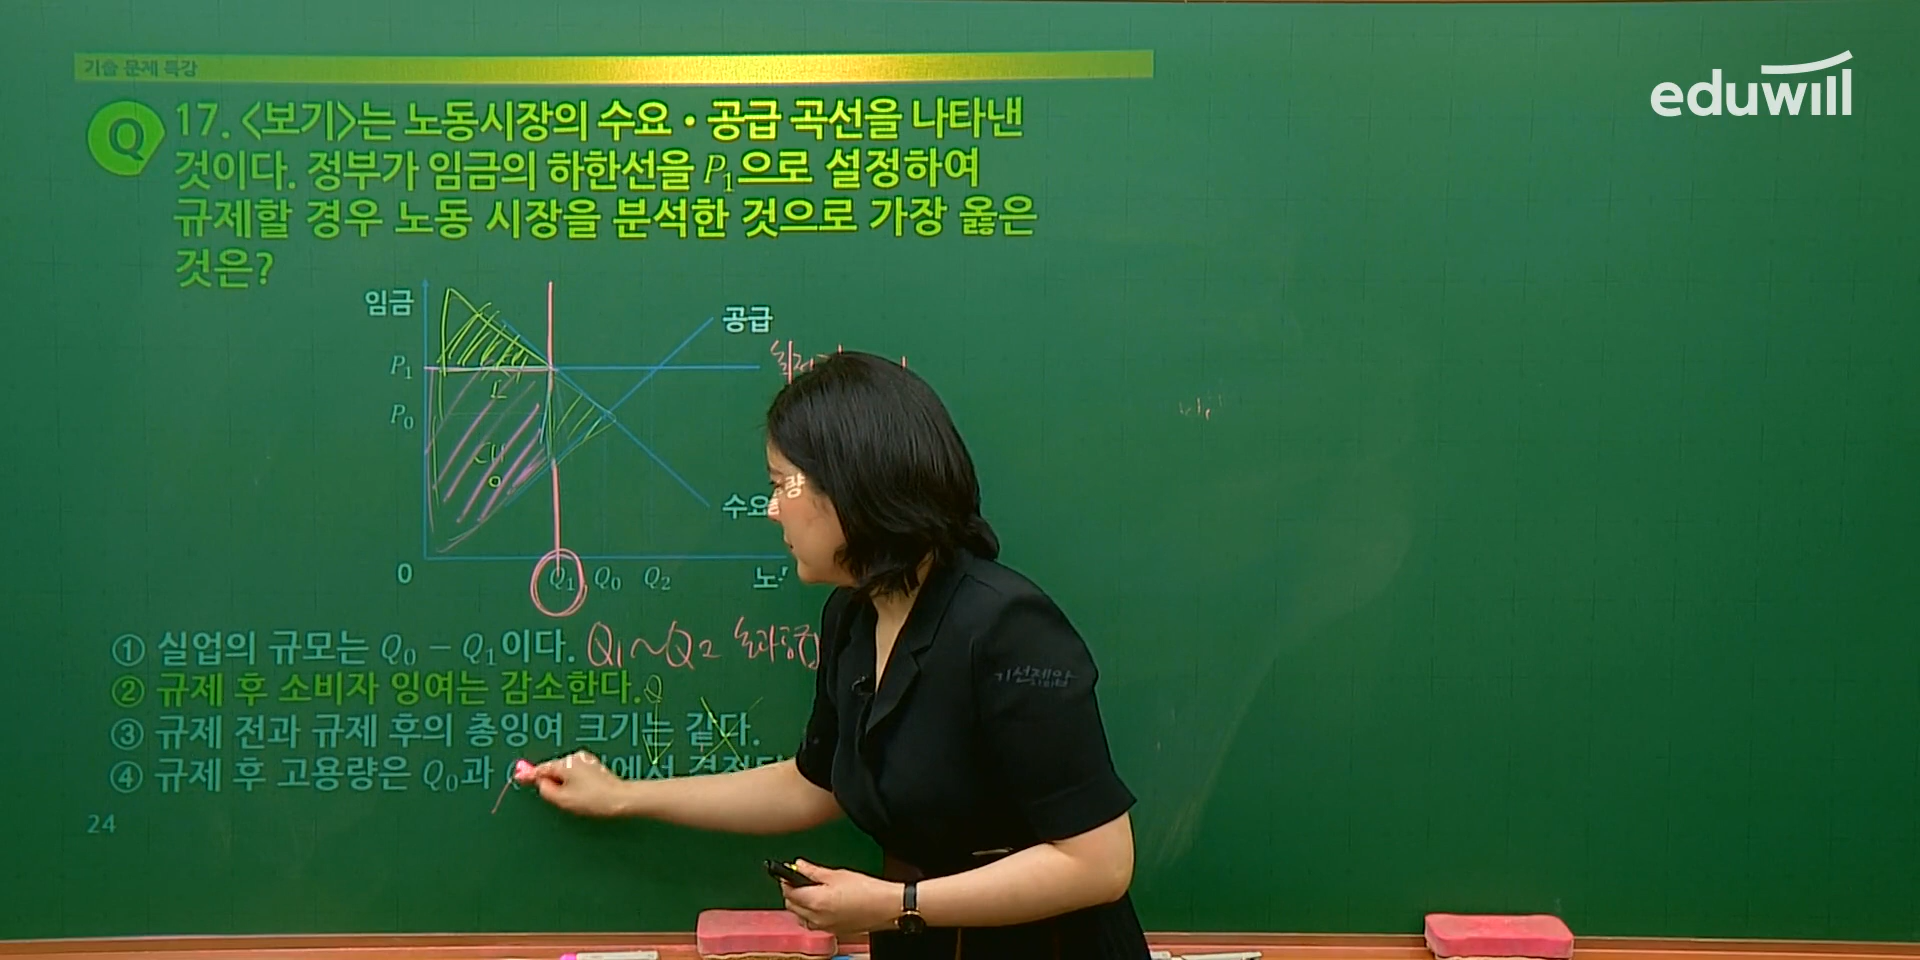 eduwill
기출 문제 특강
Q
17. <보기>는 노동시장의 수요・공급 곡선을 나타낸
것이다. 정부가 임금의 하한선을 P₁으로 설정하여
규제할 경우 노동 시장을 분석한 것으로 가장 옳은
것은?
임금
공급
P₁
P₀
수요
0
Q₁ Q₀ Q₂
① 실업의 규모는 Q₀ − Q₁이다. Q₁~Q₂ 초과공급
② 규제 후 소비자 잉여는 감소한다.
③ 규제 전과 규제 후의 총잉여 크기는 같다.
④ 규제 후 고용량은 Q₀과
24